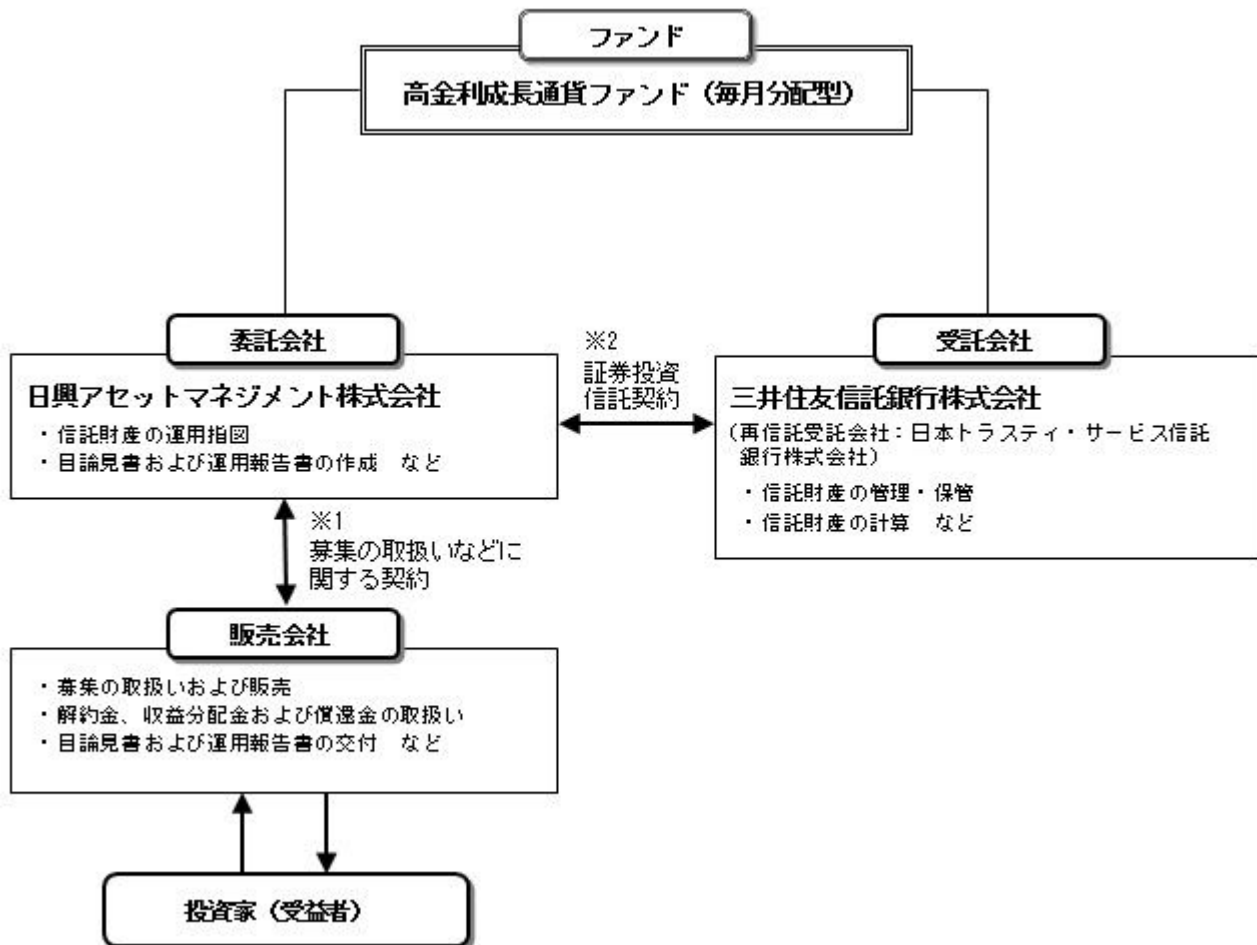 ファンド
高金利成長通貨ファンド（毎月分配型）
委託会社
日興アセットマネジメント株式会社
・信託財産の運用指図
・目論見書および運用報告書の作成　など
※2
証券投資
信託契約
受託会社
三井住友信託銀行株式会社
（再信託受託会社：日本トラスティ・サービス信託
銀行株式会社）
・信託財産の管理・保管
・信託財産の計算　など
※1
募集の取扱いなどに
関する契約
販売会社
・募集の取扱いおよび販売
・解約金、収益分配金および償還金の取扱い
・目論見書および運用報告書の交付　など
投資家（受益者）